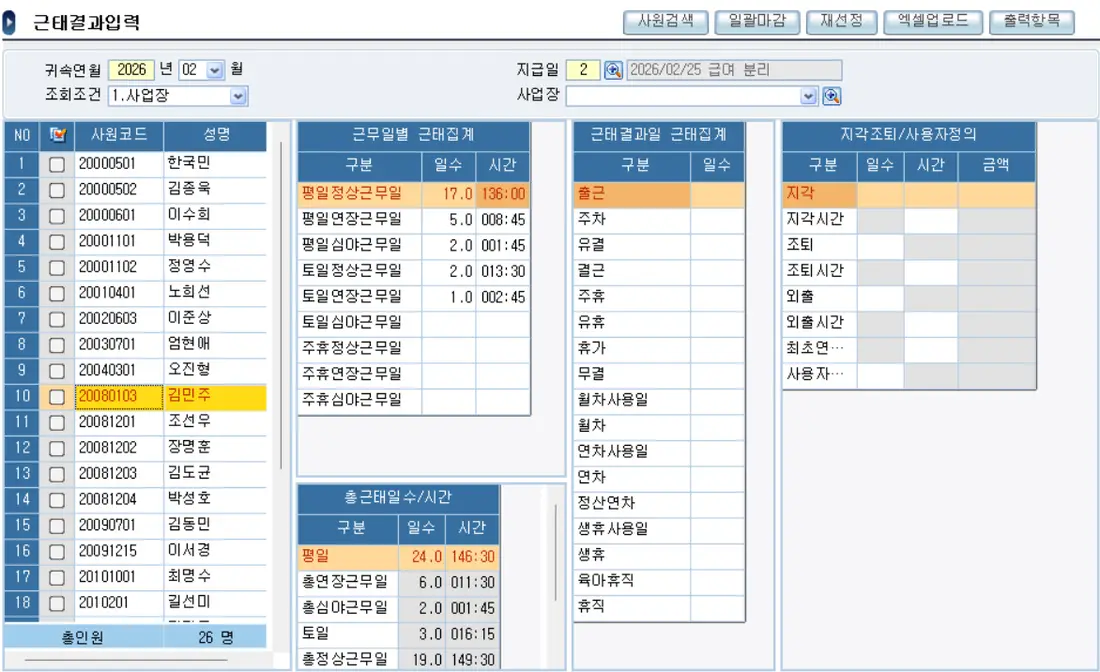 근태결과입력
사원검색 일괄마감 재선정 엑셀업로드 출력항목
귀속연월 2026 년 02 월
지급일 2 2026/02/25 급여 분리
조회조건 1.사업장
사업장
NO 사원코드 성명
1 20000501 한국민
2 20000502 김종욱
3 20000601 이수희
4 20001101 박용덕
5 20001102 정영수
6 20010401 노희선
7 20020603 이준상
8 20030701 엄현애
9 20040301 오진형
10 20080103 김민주
11 20081201 조선우
12 20081202 장명훈
13 20081203 김도균
14 20081204 박성호
15 20090701 김동민
16 20091215 이서경
17 20101001 최명수
18 2010201 길선미
총인원 26 명
근무일별 근태집계
구분 일수 시간
평일정상근무일 17.0 136:00
평일연장근무일 5.0 008:45
평일심야근무일 2.0 001:45
토일정상근무일 2.0 013:30
토일연장근무일 1.0 002:45
토일심야근무일
주휴정상근무일
주휴연장근무일
주휴심야근무일
총근태일수/시간
구분 일수 시간
평일 24.0 146:30
총연장근무일 6.0 011:30
총심야근무일 2.0 001:45
토일 3.0 016:15
총정상근무일 19.0 149:30
근태결과일 근태집계
구분 일수
출근
주차
유결
결근
주휴
유휴
휴가
무결
월차사용일
월차
연차사용일
연차
정산연차
생휴사용일
생휴
육아휴직
휴직
지각조퇴/사용자정의
구분 일수 시간 금액
지각
지각시간
조퇴
조퇴시간
외출
외출시간
최초연…
사용자…